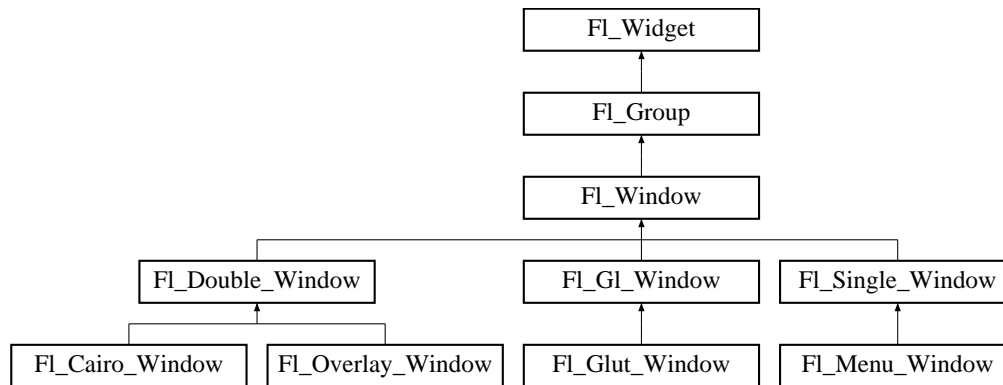 Fl_Widget
Fl_Group
Fl_Window
Fl_Double_Window
Fl_Gl_Window
Fl_Single_Window
Fl_Cairo_Window
Fl_Overlay_Window
Fl_Glut_Window
Fl_Menu_Window